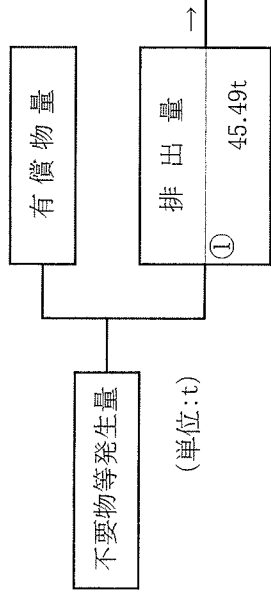 有償物量
不要物等発生量
排出量
①
45.49t
(単位:t)
→